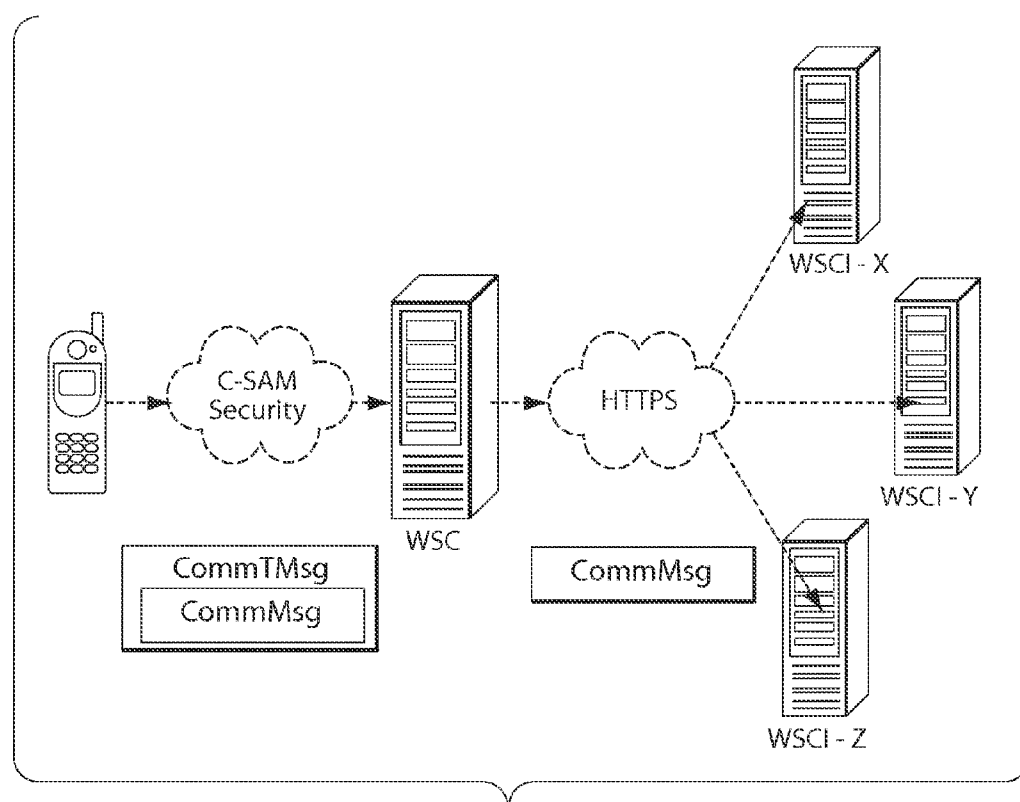 WSCI - X
C-SAM
Security
HTTPS
WSCI - Y
WSC
CommTMsg
CommMsg
CommMsg
WSCI - Z